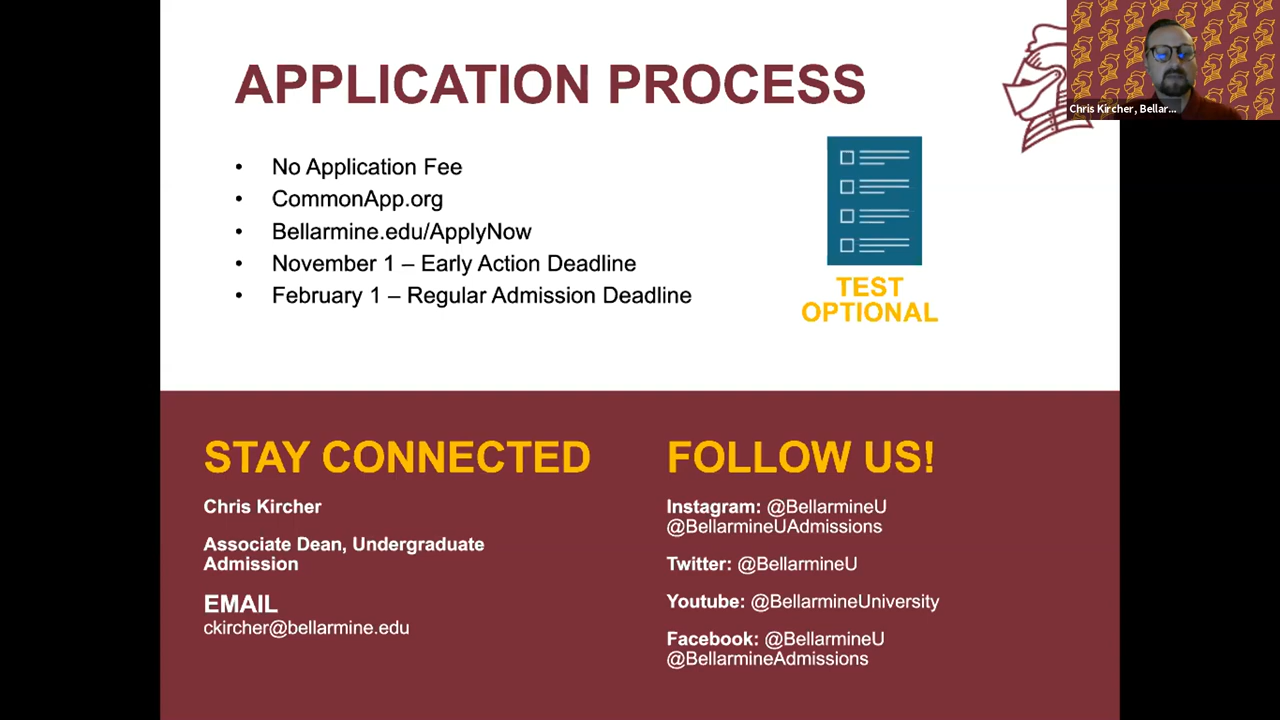 APPLICATION PROCESS
Chris Kircher, Bellar...
• No Application Fee
• CommonApp.org
• Bellarmine.edu/ApplyNow
• November 1 – Early Action Deadline
• February 1 – Regular Admission Deadline
TEST
OPTIONAL
STAY CONNECTED
Chris Kircher
Associate Dean, Undergraduate
Admission
EMAIL
ckircher@bellarmine.edu
FOLLOW US!
Instagram: @BellarmineU
@BellarmineUAdmissions
Twitter: @BellarmineU
Youtube: @BellarmineUniversity
Facebook: @BellarmineU
@BellarmineAdmissions